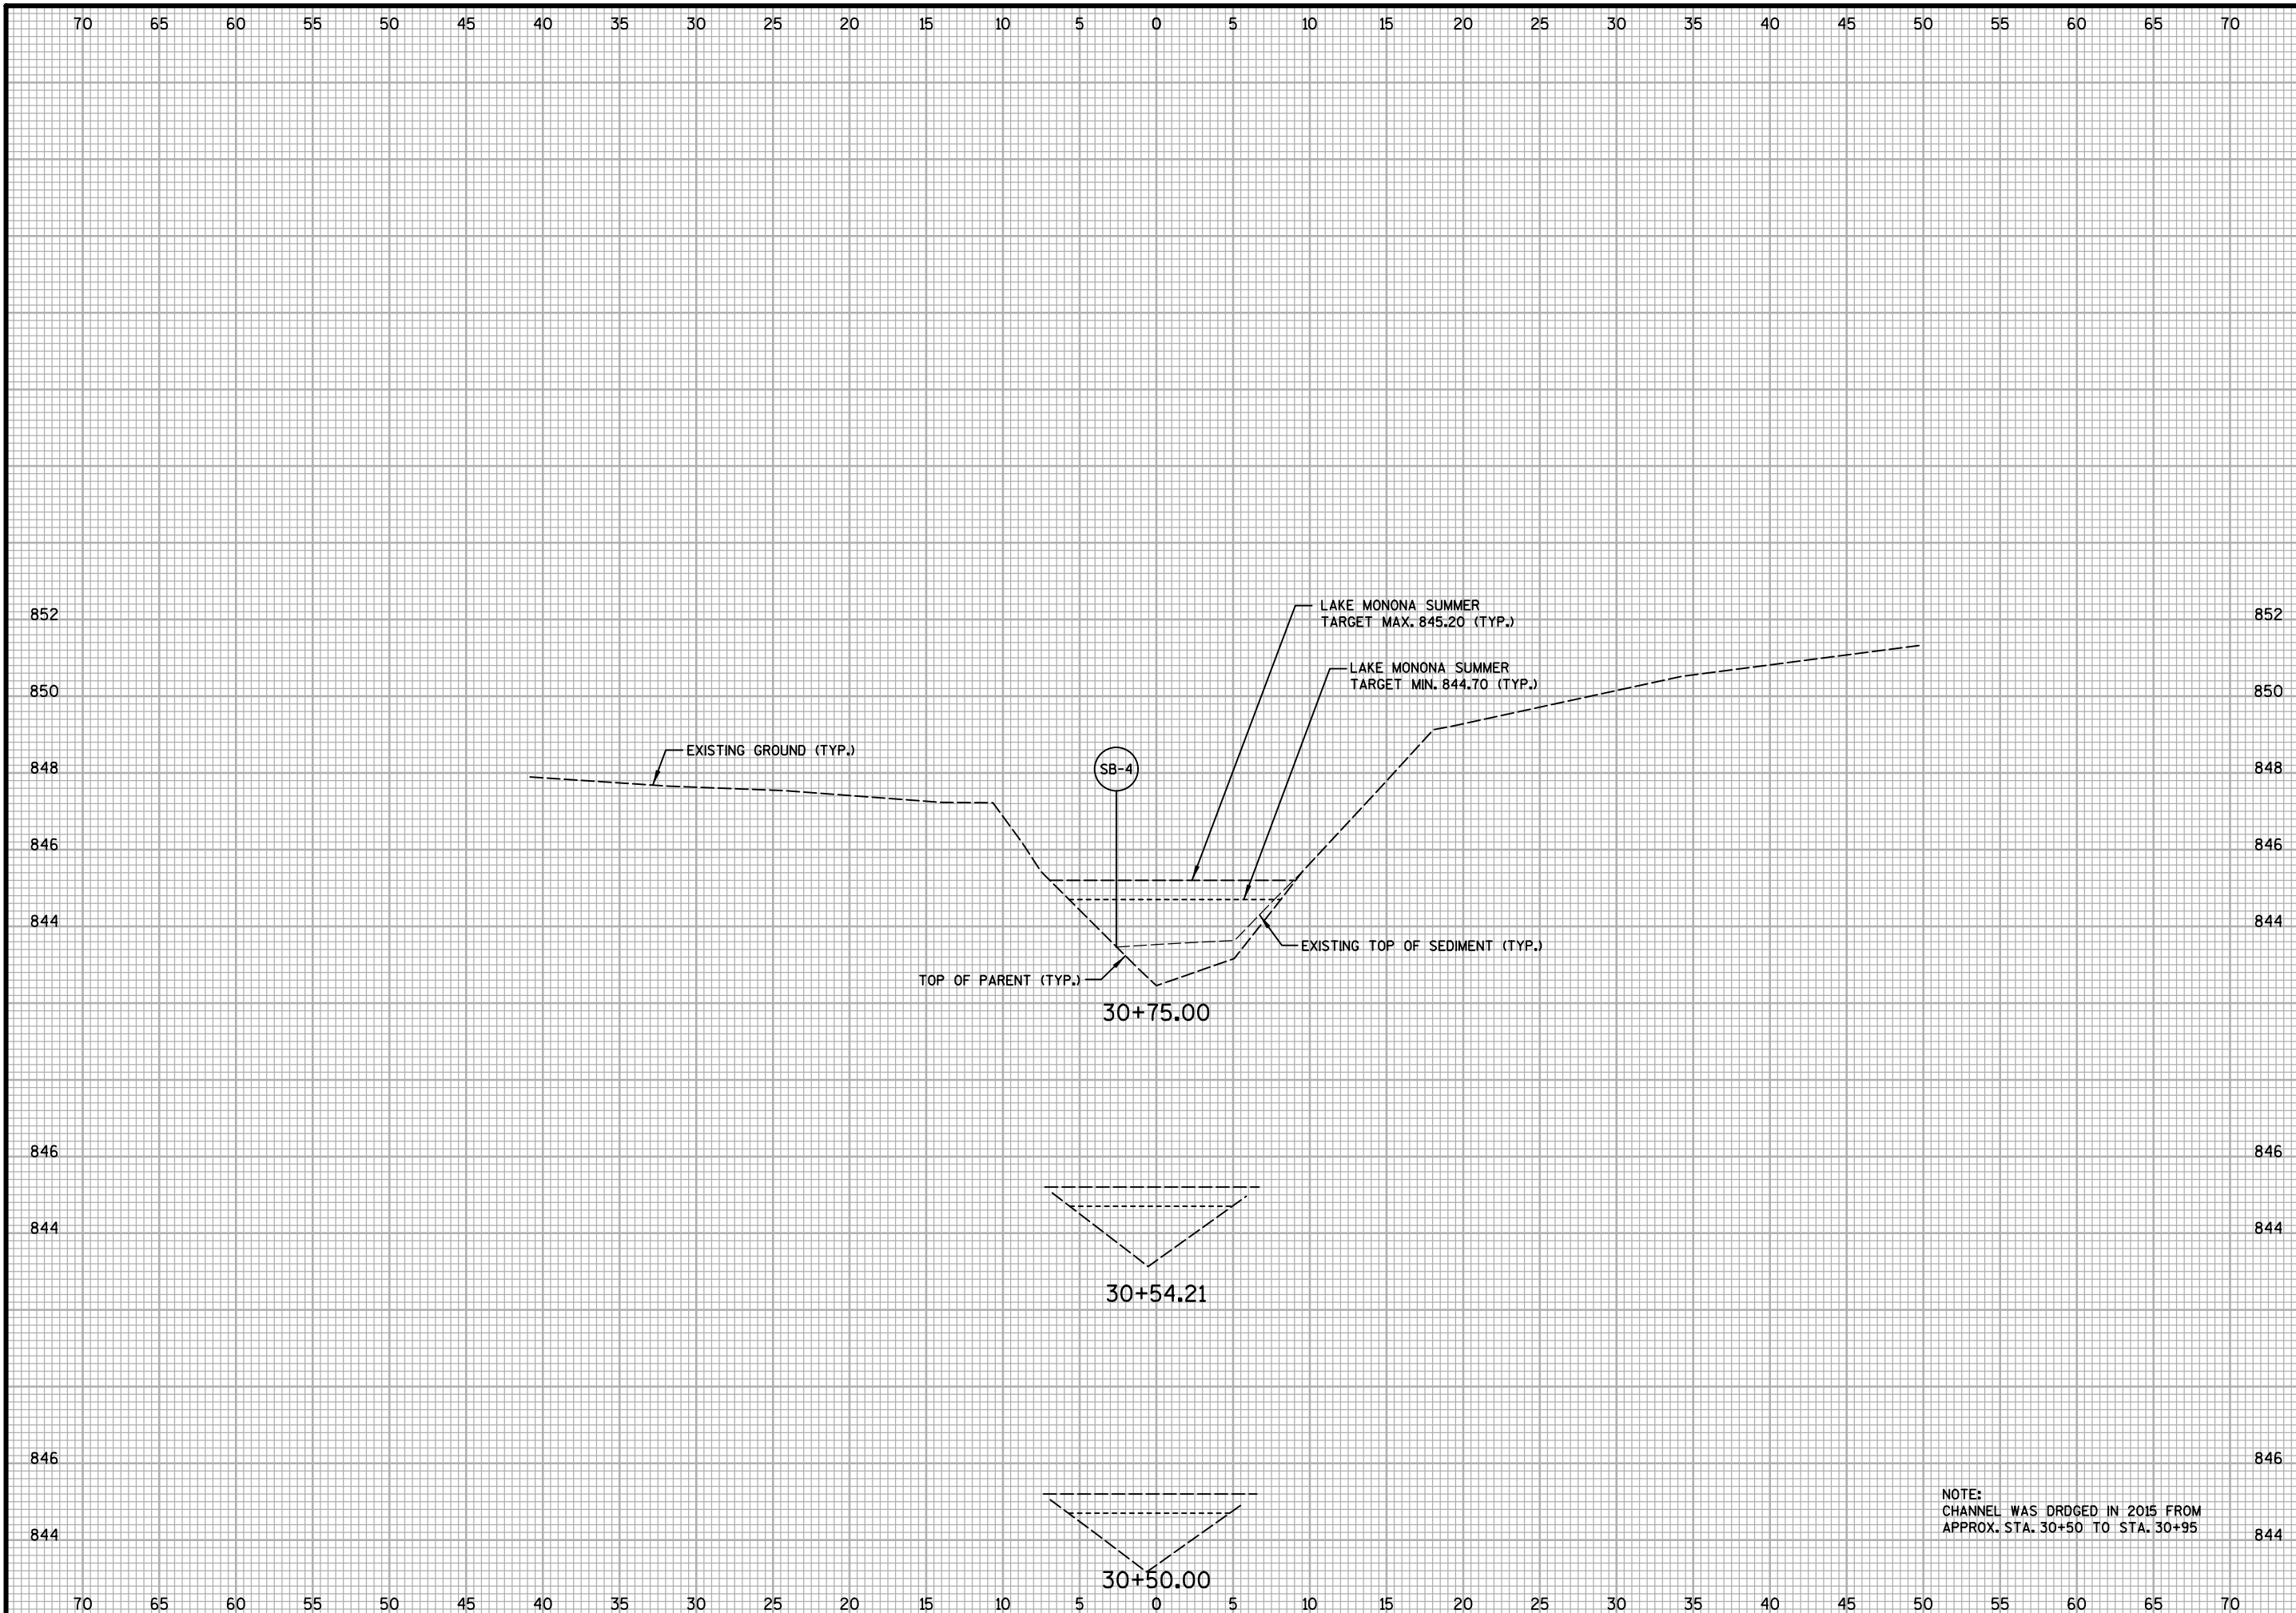 70 65 60 55 50 45 40 35 30 25 20 15 10 5 0 5 10 15 20 25 30 35 40 45 50 55 60 65 70
LAKE MONONA SUMMER
TARGET MAX. 845.20 (TYP.)
852 852
LAKE MONONA SUMMER
TARGET MIN. 844.70 (TYP.)
850 850
EXISTING GROUND (TYP.)
SB-4
848 848
846 846
844 844
EXISTING TOP OF SEDIMENT (TYP.)
TOP OF PARENT (TYP.)
30+75.00
846 846
844 844
30+54.21
846 846
NOTE:
CHANNEL WAS DRDGED IN 2015 FROM
APPROX. STA. 30+50 TO STA. 30+95
844 844
30+50.00
70 65 60 55 50 45 40 35 30 25 20 15 10 5 0 5 10 15 20 25 30 35 40 45 50 55 60 65 70